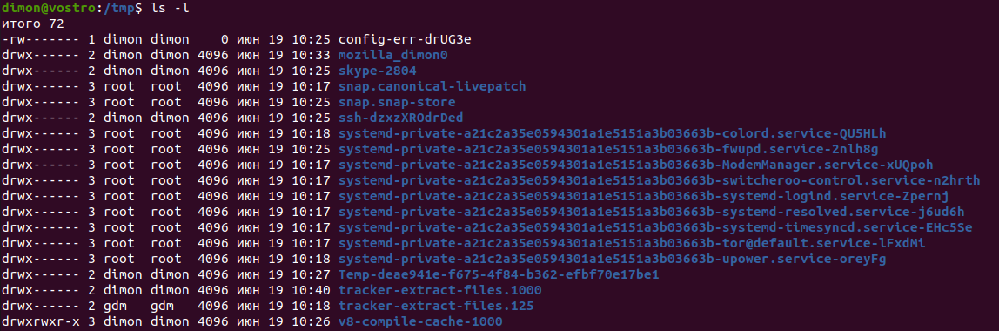 dimon@vostro:/tmp$ ls -l
итого 72
-rw------- 1 dimon dimon    0 июн 19 10:25 config-err-drUG3e
drwx------ 2 dimon dimon 4096 июн 19 10:33 mozilla_dimon0
drwx------ 2 dimon dimon 4096 июн 19 10:25 skype-2804
drwx------ 3 root  root  4096 июн 19 10:17 snap.canonical-livepatch
drwx------ 3 root  root  4096 июн 19 10:25 snap.snap-store
drwx------ 2 dimon dimon 4096 июн 19 10:25 ssh-dzxzXROdrDed
drwx------ 3 root  root  4096 июн 19 10:18 systemd-private-a21c2a35e0594301a1e5151a3b03663b-colord.service-QU5HLh
drwx------ 3 root  root  4096 июн 19 10:25 systemd-private-a21c2a35e0594301a1e5151a3b03663b-fwupd.service-2nlh8g
drwx------ 3 root  root  4096 июн 19 10:17 systemd-private-a21c2a35e0594301a1e5151a3b03663b-ModemManager.service-xUQpoh
drwx------ 3 root  root  4096 июн 19 10:17 systemd-private-a21c2a35e0594301a1e5151a3b03663b-switcheroo-control.service-n2hrth
drwx------ 3 root  root  4096 июн 19 10:17 systemd-private-a21c2a35e0594301a1e5151a3b03663b-systemd-logind.service-Zpernj
drwx------ 3 root  root  4096 июн 19 10:17 systemd-private-a21c2a35e0594301a1e5151a3b03663b-systemd-resolved.service-j6ud6h
drwx------ 3 root  root  4096 июн 19 10:17 systemd-private-a21c2a35e0594301a1e5151a3b03663b-systemd-timesyncd.service-EHc5Se
drwx------ 3 root  root  4096 июн 19 10:17 systemd-private-a21c2a35e0594301a1e5151a3b03663b-tor@default.service-lFxdMi
drwx------ 3 root  root  4096 июн 19 10:18 systemd-private-a21c2a35e0594301a1e5151a3b03663b-upower.service-oreyFg
drwx------ 2 dimon dimon 4096 июн 19 10:27 Temp-deae941e-f675-4f84-b362-efbf70e17be1
drwx------ 2 dimon dimon 4096 июн 19 10:40 tracker-extract-files.1000
drwx------ 2 gdm   gdm   4096 июн 19 10:18 tracker-extract-files.125
drwxrwxr-x 3 dimon dimon 4096 июн 19 10:26 v8-compile-cache-1000